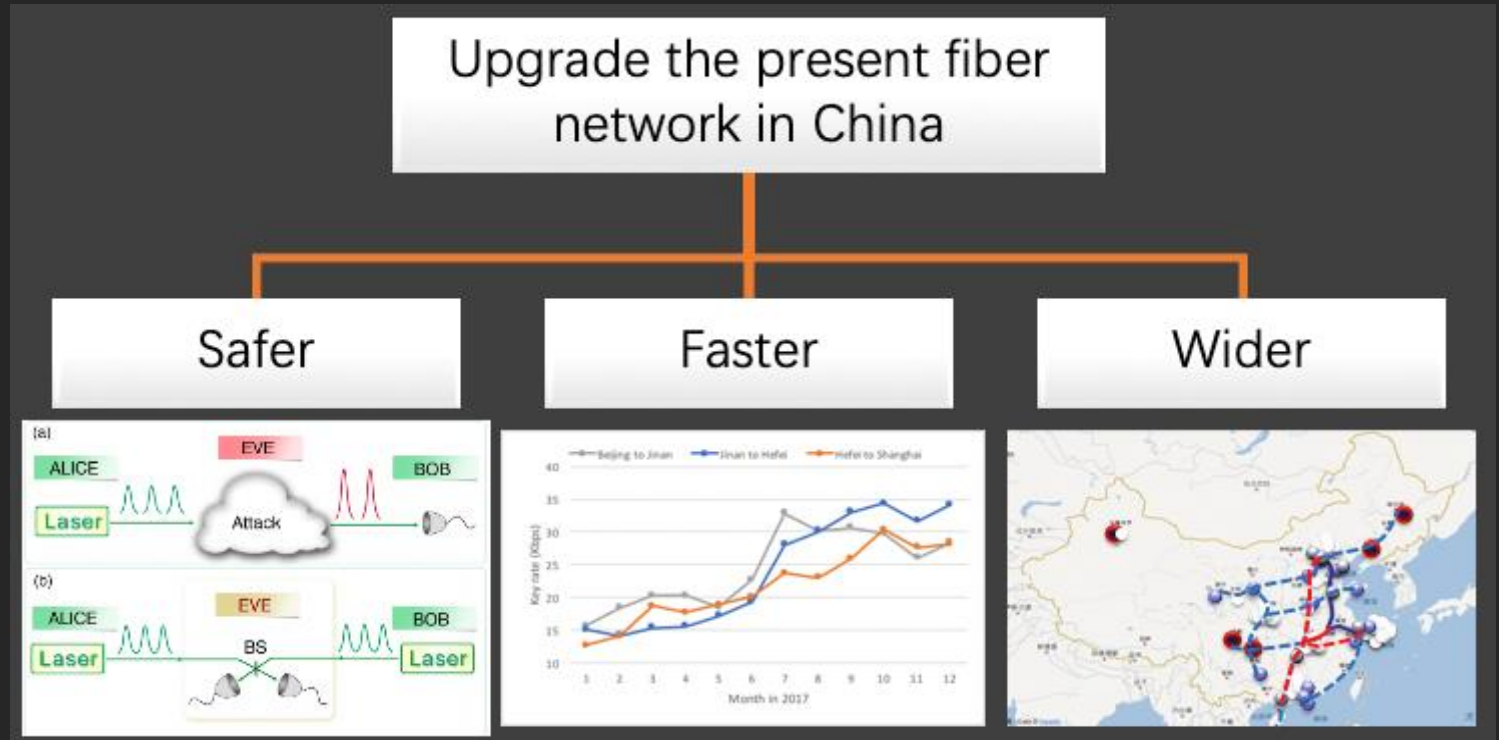 Upgrade the present fiber
network in China
Safer
Faster
Wider
(a)
EVE
ALICE
BOB
Laser
Attack
(b)
EVE
ALICE
BOB
BS
Laser
Laser
Beijing to Jinan
Jinan to Hefei
Hefei to Shanghai
40
35
30
25
20
15
10
Key rate (Kbps)
1 2 3 4 5 6 7 8 9 10 11 12
Month in 2017